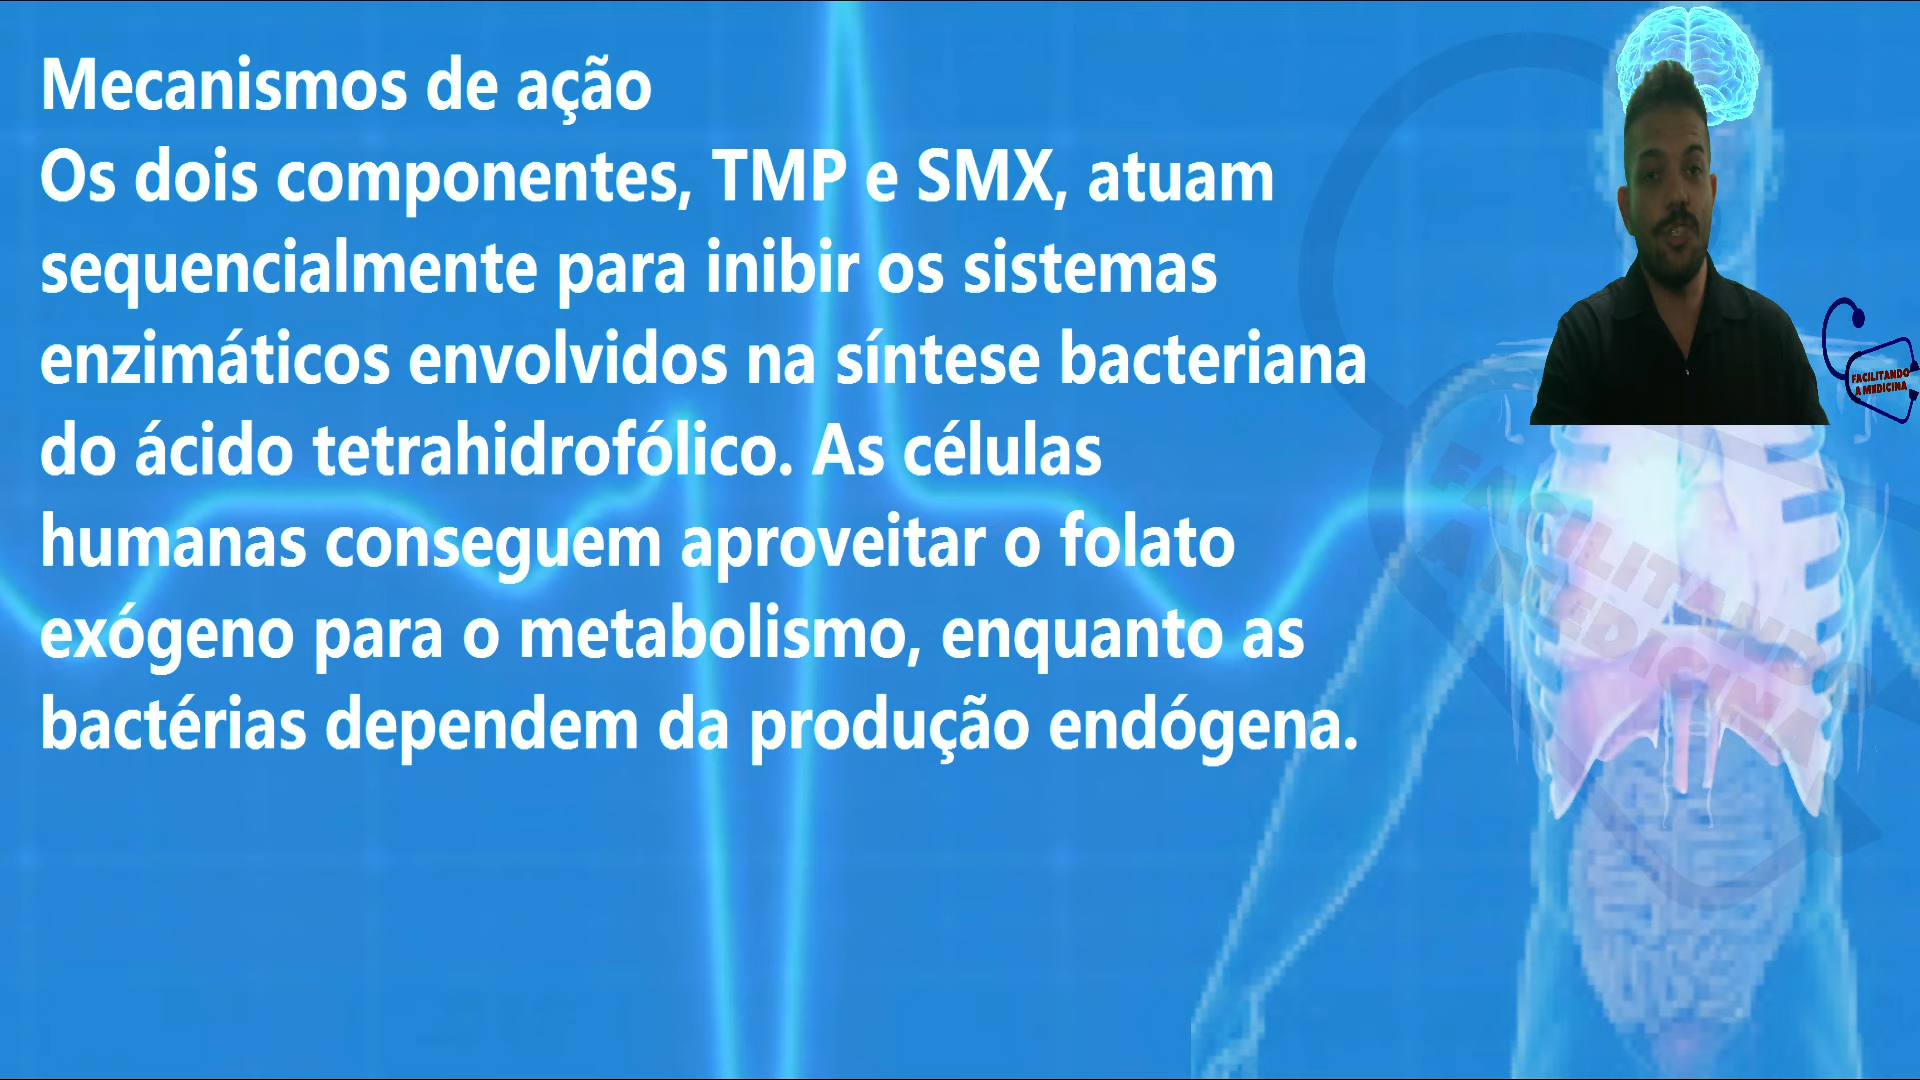 Mecanismos de ação
Os dois componentes, TMP e SMX, atuam
sequencialmente para inibir os sistemas
enzimáticos envolvidos na síntese bacteriana
do ácido tetrahidrofólico. As células
humanas conseguem aproveitar o folato
exógeno para o metabolismo, enquanto as
bactérias dependem da produção endógena.
FACILITANDO
A MEDICINA
FACILITANDO
A MEDICINA